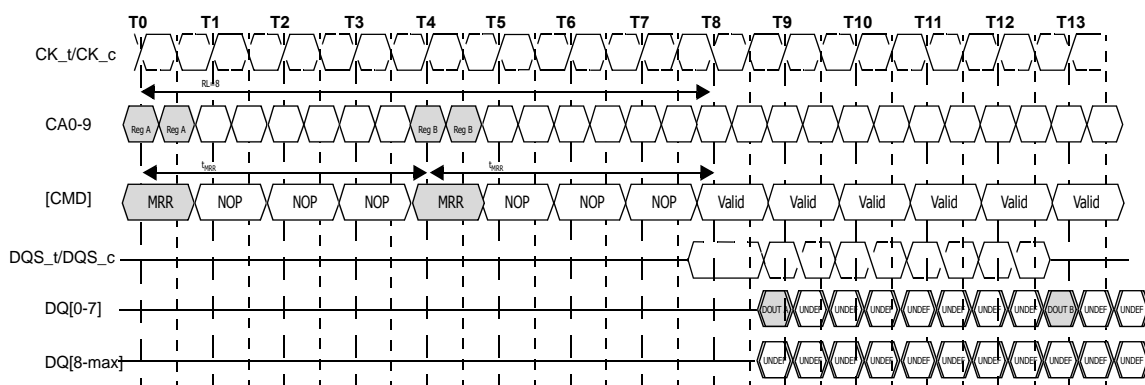 T0 T1 T2 T3 T4 T5 T6 T7 T8 T9 T10 T11 T12 T13
CK_t/CK_c
RL=8
CA0-9 Reg A Reg A Reg B Reg B
tMRR tMRR
[CMD] MRR NOP NOP NOP MRR NOP NOP NOP Valid Valid Valid Valid Valid Valid
DQS_t/DQS_c
DQ[0-7] DOUT UNDEF UNDEF UNDEF UNDEF UNDEF UNDEF UNDEF DOUT B UNDEF UNDEF
DQ[8-max] UNDEF UNDEF UNDEF UNDEF UNDEF UNDEF UNDEF UNDEF UNDEF UNDEF UNDEF